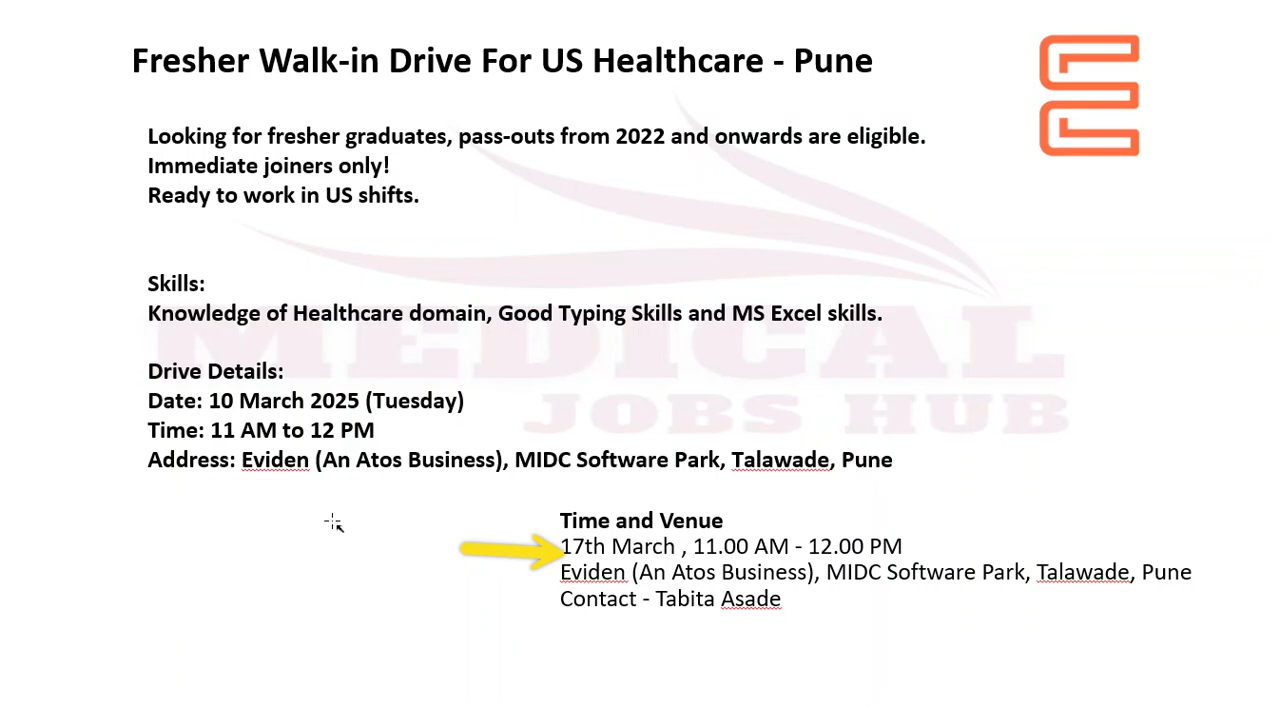 Fresher Walk-in Drive For US Healthcare - Pune
Looking for fresher graduates, pass-outs from 2022 and onwards are eligible.
Immediate joiners only!
Ready to work in US shifts.
Skills:
Knowledge of Healthcare domain, Good Typing Skills and MS Excel skills.
MEDICAL
JOBS HUB
Drive Details:
Date: 10 March 2025 (Tuesday)
Time: 11 AM to 12 PM
Address: Eviden (An Atos Business), MIDC Software Park, Talawade, Pune
Time and Venue
17th March , 11.00 AM - 12.00 PM
Eviden (An Atos Business), MIDC Software Park, Talawade, Pune
Contact - Tabita Asade